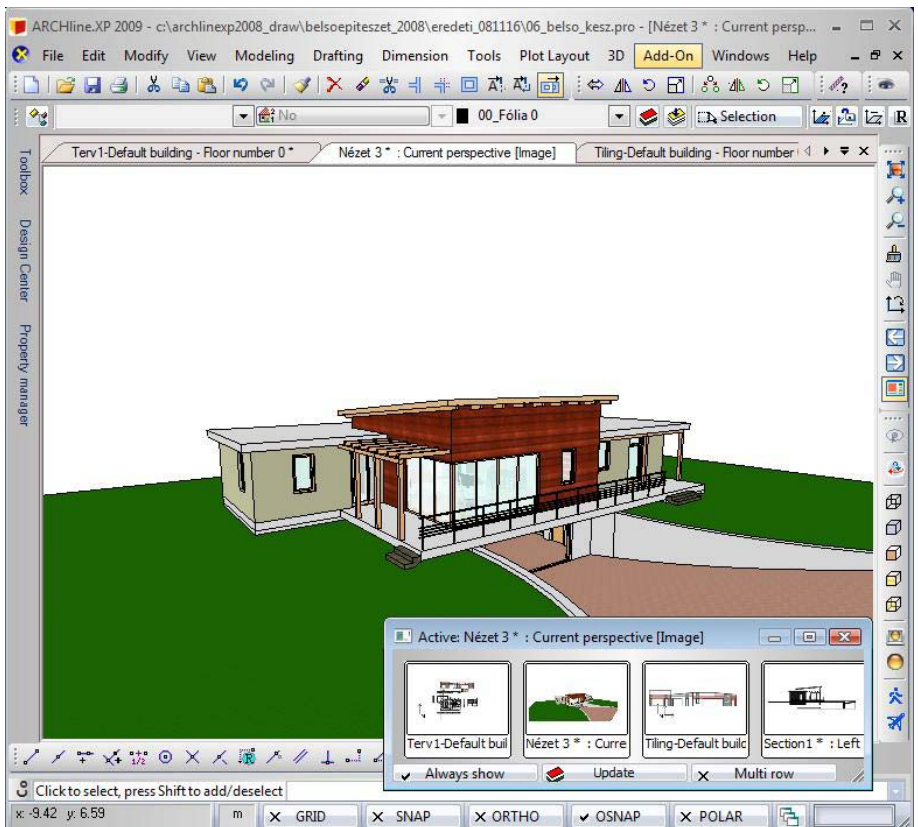 ARCHline.XP 2009 - c:\archlinexp2008_draw\belsoepiteszet_2008\eredeti_081116\06_belso_kesz.pro - [Nézet 3 * : Current persp...
File Edit Modify View Modeling Drafting Dimension Tools Plot Layout 3D Add-On Windows Help
No 00_Fólia 0 Selection R
Terv1-Default building - Floor number 0 * Nézet 3 * : Current perspective [Image] Tiling-Default building - Floor number
Toolbox
Design Center
Property manager
Active: Nézet 3 * : Current perspective [Image]
Terv1-Default buil Nézet 3 * : Curre Tiling-Default builc Section1 * : Left
Always show Update Multi row
1/2 R
Click to select, press Shift to add/deselect
x: -9.42 y: 6.59 m GRID SNAP ORTHO OSNAP POLAR